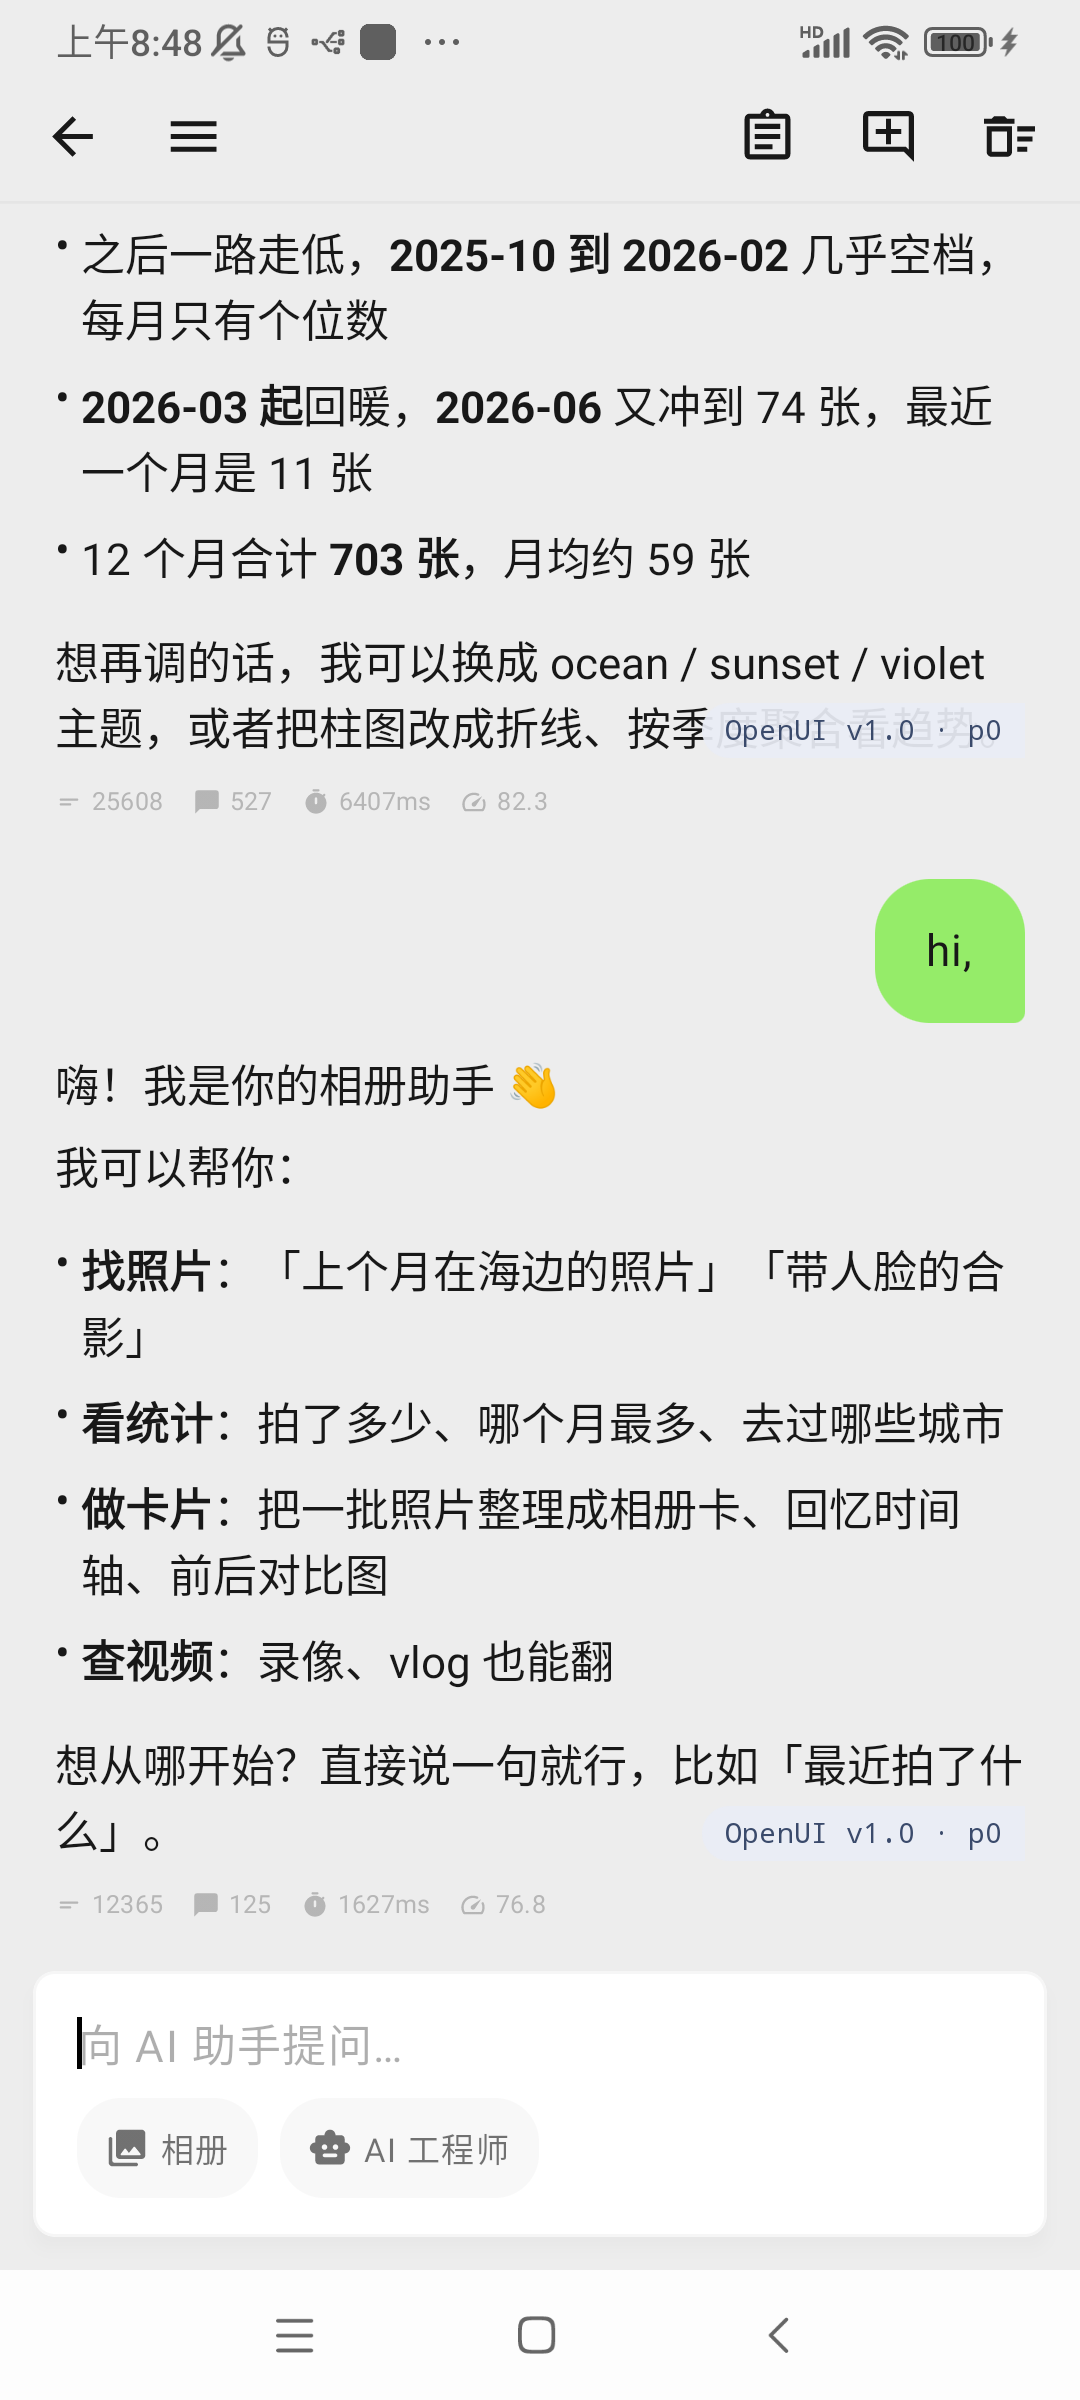 上午8:48
HD
100
• 之后一路走低，2025-10 到 2026-02 几乎空档，
每月只有个位数
• 2026-03 起回暖，2026-06 又冲到 74 张，最近
一个月是 11 张
• 12 个月合计 703 张，月均约 59 张
想再调的话，我可以换成 ocean / sunset / violet
主题，或者把柱图改成折线、按季度聚合看趋势。
OpenUI v1.0 · p0
25608 527 6407ms 82.3
hi,
嗨！我是你的相册助手 👋
我可以帮你：
• 找照片：「上个月在海边的照片」「带人脸的合
影」
• 看统计：拍了多少、哪个月最多、去过哪些城市
• 做卡片：把一批照片整理成相册卡、回忆时间
轴、前后对比图
• 查视频：录像、vlog 也能翻
想从哪开始？直接说一句就行，比如「最近拍了什
么」。
OpenUI v1.0 · p0
12365 125 1627ms 76.8
向 AI 助手提问…
相册
AI 工程师